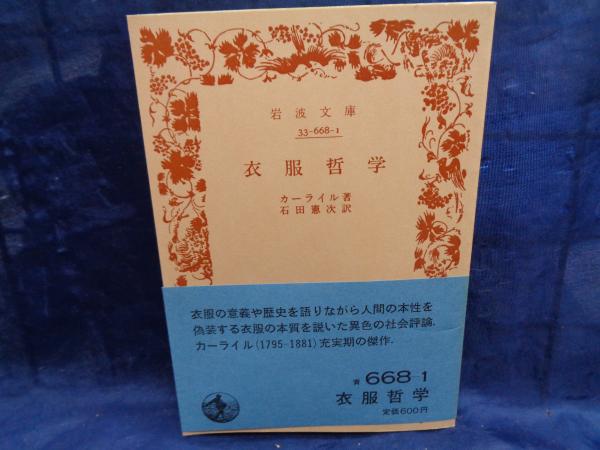 岩波文庫
33-668-1
衣服哲学
カーライル著
石田憲次訳
衣服の意義や歴史を語りながら人間の本性を
偽装する衣服の本質を説いた異色の社会評論.
カーライル(1795-1881)充実期の傑作.
青 668-1
衣服哲学
定価600円